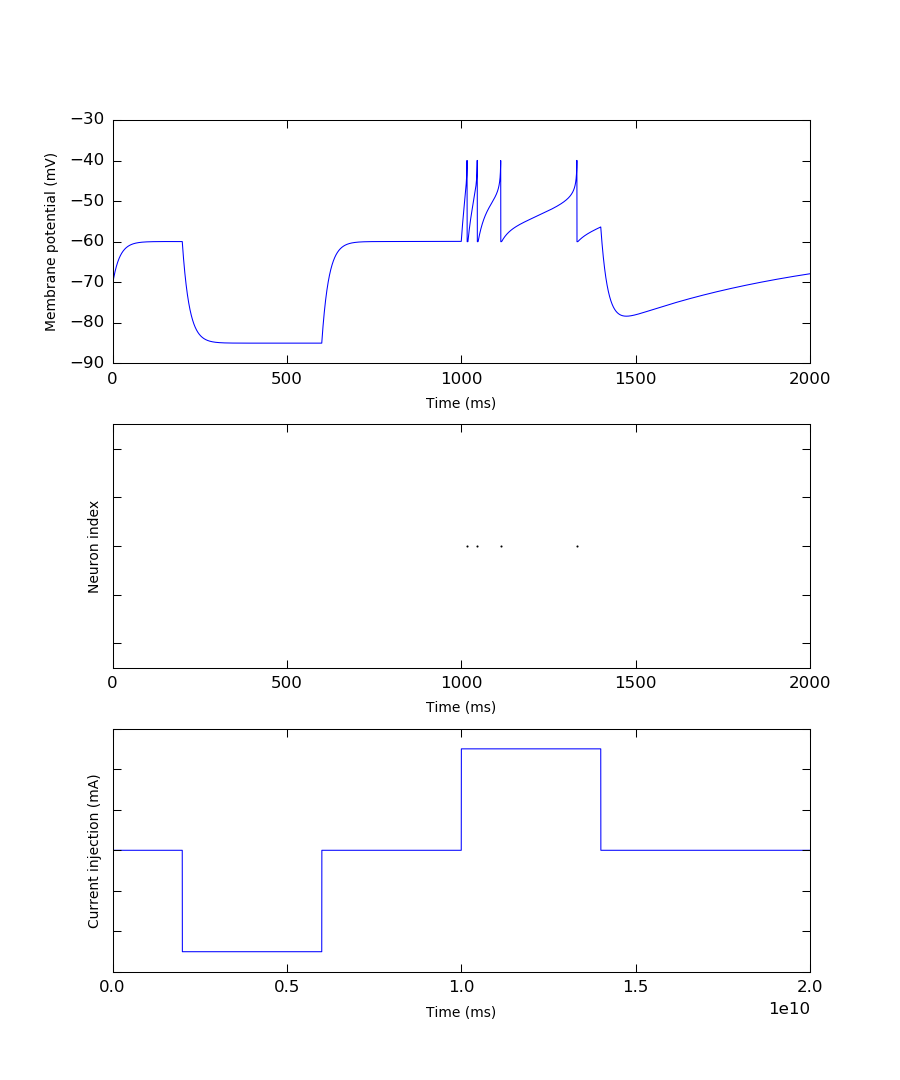 −30
−40
−50
−60
−70
−80
−90
Membrane potential (mV)
0 500 1000 1500 2000
Time (ms)
Neuron index
0 500 1000 1500 2000
Time (ms)
Current injection (mA)
0.0 0.5 1.0 1.5 2.0
1e10
Time (ms)